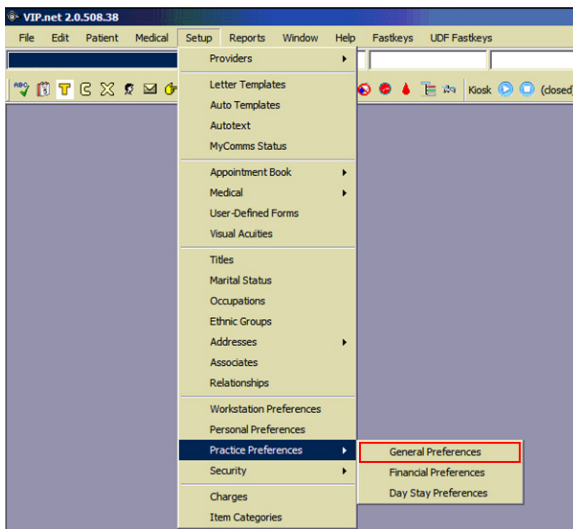 VIP.net 2.0.508.38
File Edit Patient Medical Setup Reports Window Help Fastkeys UDF Fastkeys
Providers
Letter Templates
Auto Templates
Autotext
MyComms Status
ABC T Kiosk (closed)
Appointment Book
Medical
User-Defined Forms
Visual Acuities
Titles
Marital Status
Occupations
Ethnic Groups
Addresses
Associates
Relationships
Workstation Preferences
Personal Preferences
Practice Preferences
General Preferences
Security
Financial Preferences
Day Stay Preferences
Charges
Item Categories